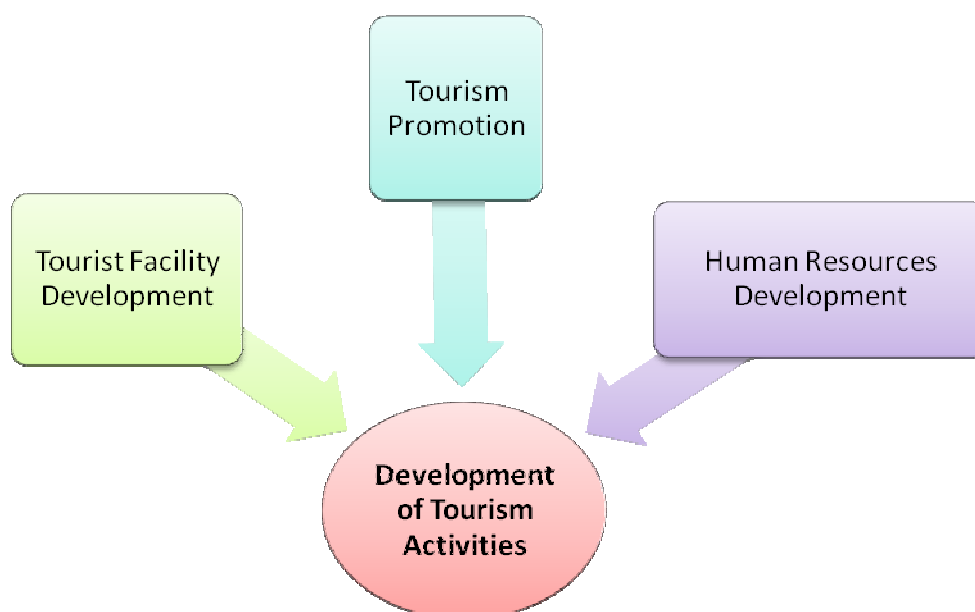 Tourism
Promotion
Tourist Facility
Development
Human Resources
Development
Development
of Tourism
Activities